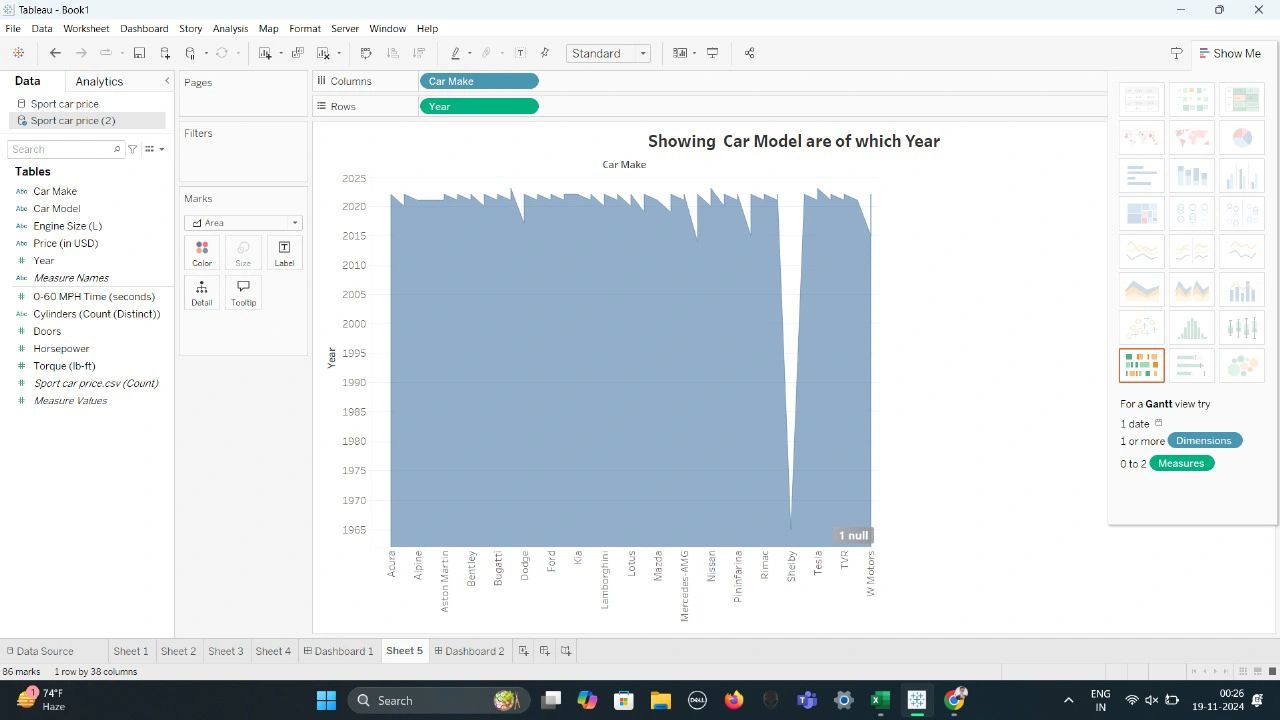 Tableau - Book1
File Data Worksheet Dashboard Story Analysis Map Format Server Window Help
Standard
Show Me
Data Analytics
Pages
Columns Car Make
Rows Year
Sport car price
Sport car price (2)
Search
Tables
Abc Car Make
Abc Car Model
Abc Engine Size (L)
Abc Price (in USD)
# Year
Abc Measure Names
# 0-60 MPH Time (seconds)
Abc Cylinders (Count (Distinct))
# Doors
# Horsepower
# Torque (lb-ft)
# Sport car price.csv (Count)
# Measure Values
Filters
Marks
Area
Color Size Label
Detail Tooltip
Showing Car Model are of which Year
Car Make
2025
2020
2015
2010
2005
2000
1995
1990
1985
1980
1975
1970
1965
Year
1 null
Acura
Alpine
Aston Martin
Bentley
Bugatti
Dodge
Ford
Kia
Lamborghini
Lotus
Mazda
Mercedes-AMG
Nissan
Pininfarina
Rimac
Shelby
Tesla
TVR
W Motors
For a Gantt view try
1 date
1 or more Dimensions
0 to 2 Measures
Data Source Sheet 1 Sheet 2 Sheet 3 Sheet 4 Dashboard 1 Sheet 5 Dashboard 2
86 marks 1 row by 38 columns
1
74°F
Haze
Search
DELL
ENG
IN
00:26
19-11-2024